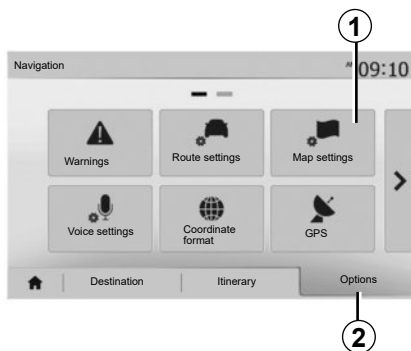 1
Navigation
09:10
Warnings
Route settings
Map settings
Voice settings
Coordinate
format
GPS
Destination
Itinerary
Options
2